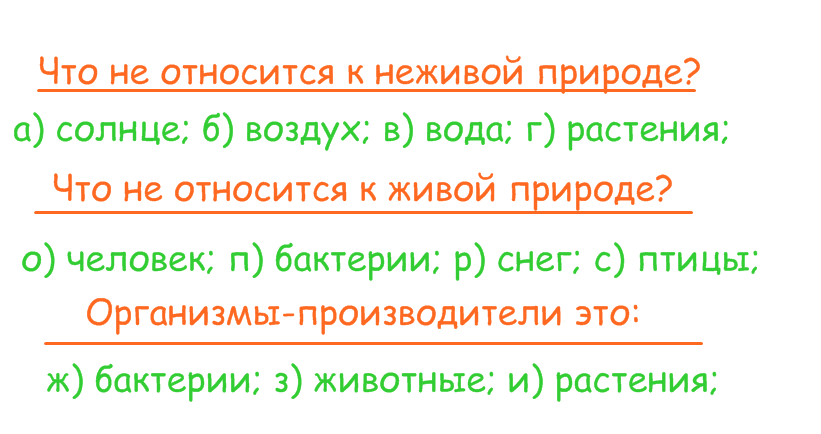 Что не относится к неживой природе?
а) солнце; б) воздух; в) вода; г) растения;
Что не относится к живой природе?
о) человек; п) бактерии; р) снег; с) птицы;
Организмы-производители это:
ж) бактерии; з) животные; и) растения;